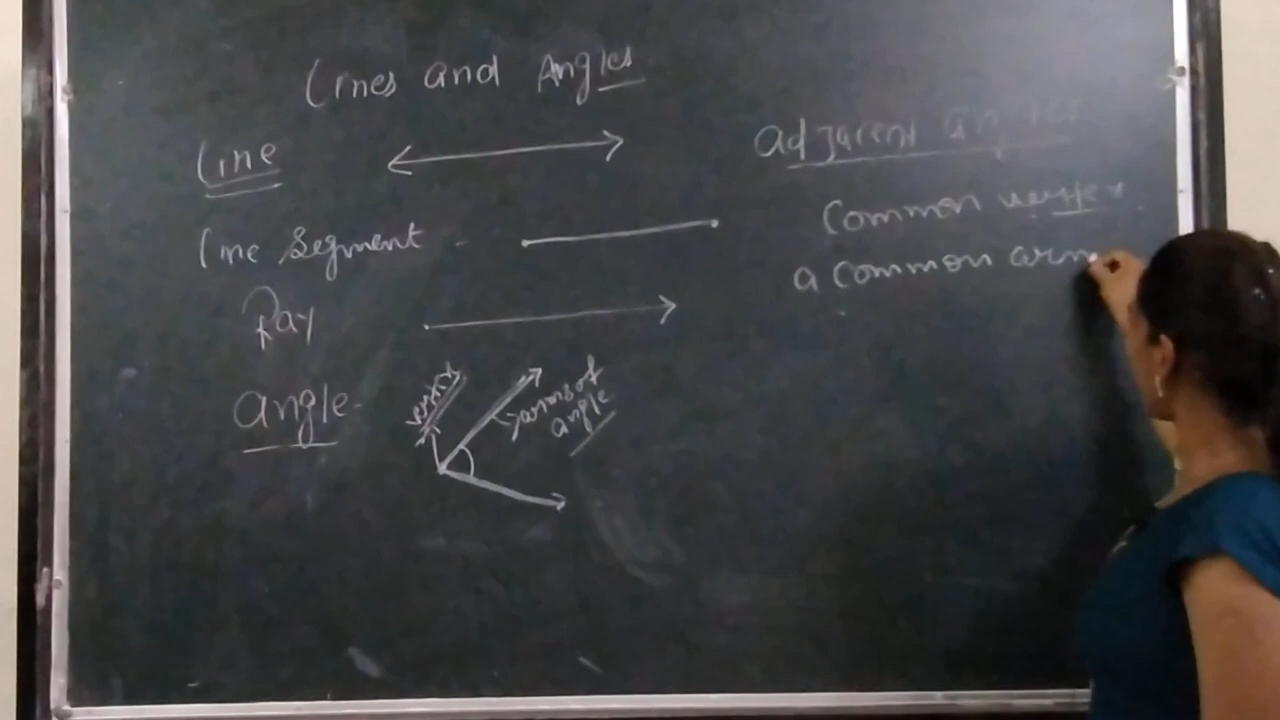 Lines and Angles
Line
Line Segment -
Ray
Angle -
vertex
arms of
angle
Adjacent angles
Common vertex
a common arm